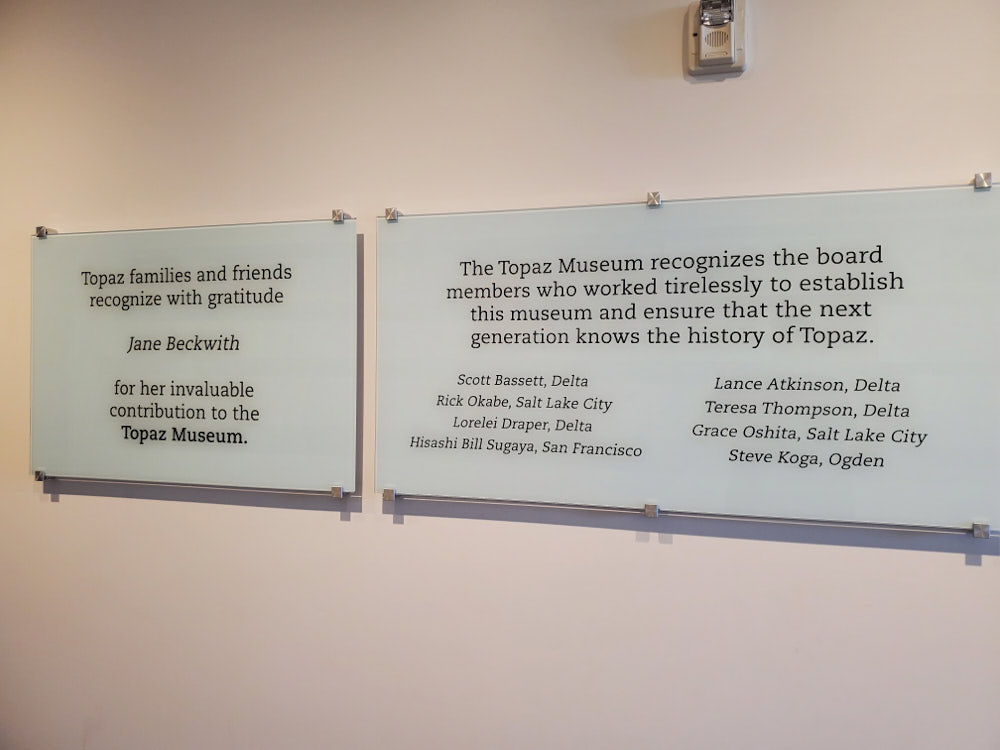 Topaz families and friends
recognize with gratitude
Jane Beckwith
for her invaluable
contribution to the
Topaz Museum.
The Topaz Museum recognizes the board
members who worked tirelessly to establish
this museum and ensure that the next
generation knows the history of Topaz.
Scott Bassett, Delta
Rick Okabe, Salt Lake City
Lorelei Draper, Delta
Hisashi Bill Sugaya, San Francisco
Lance Atkinson, Delta
Teresa Thompson, Delta
Grace Oshita, Salt Lake City
Steve Koga, Ogden